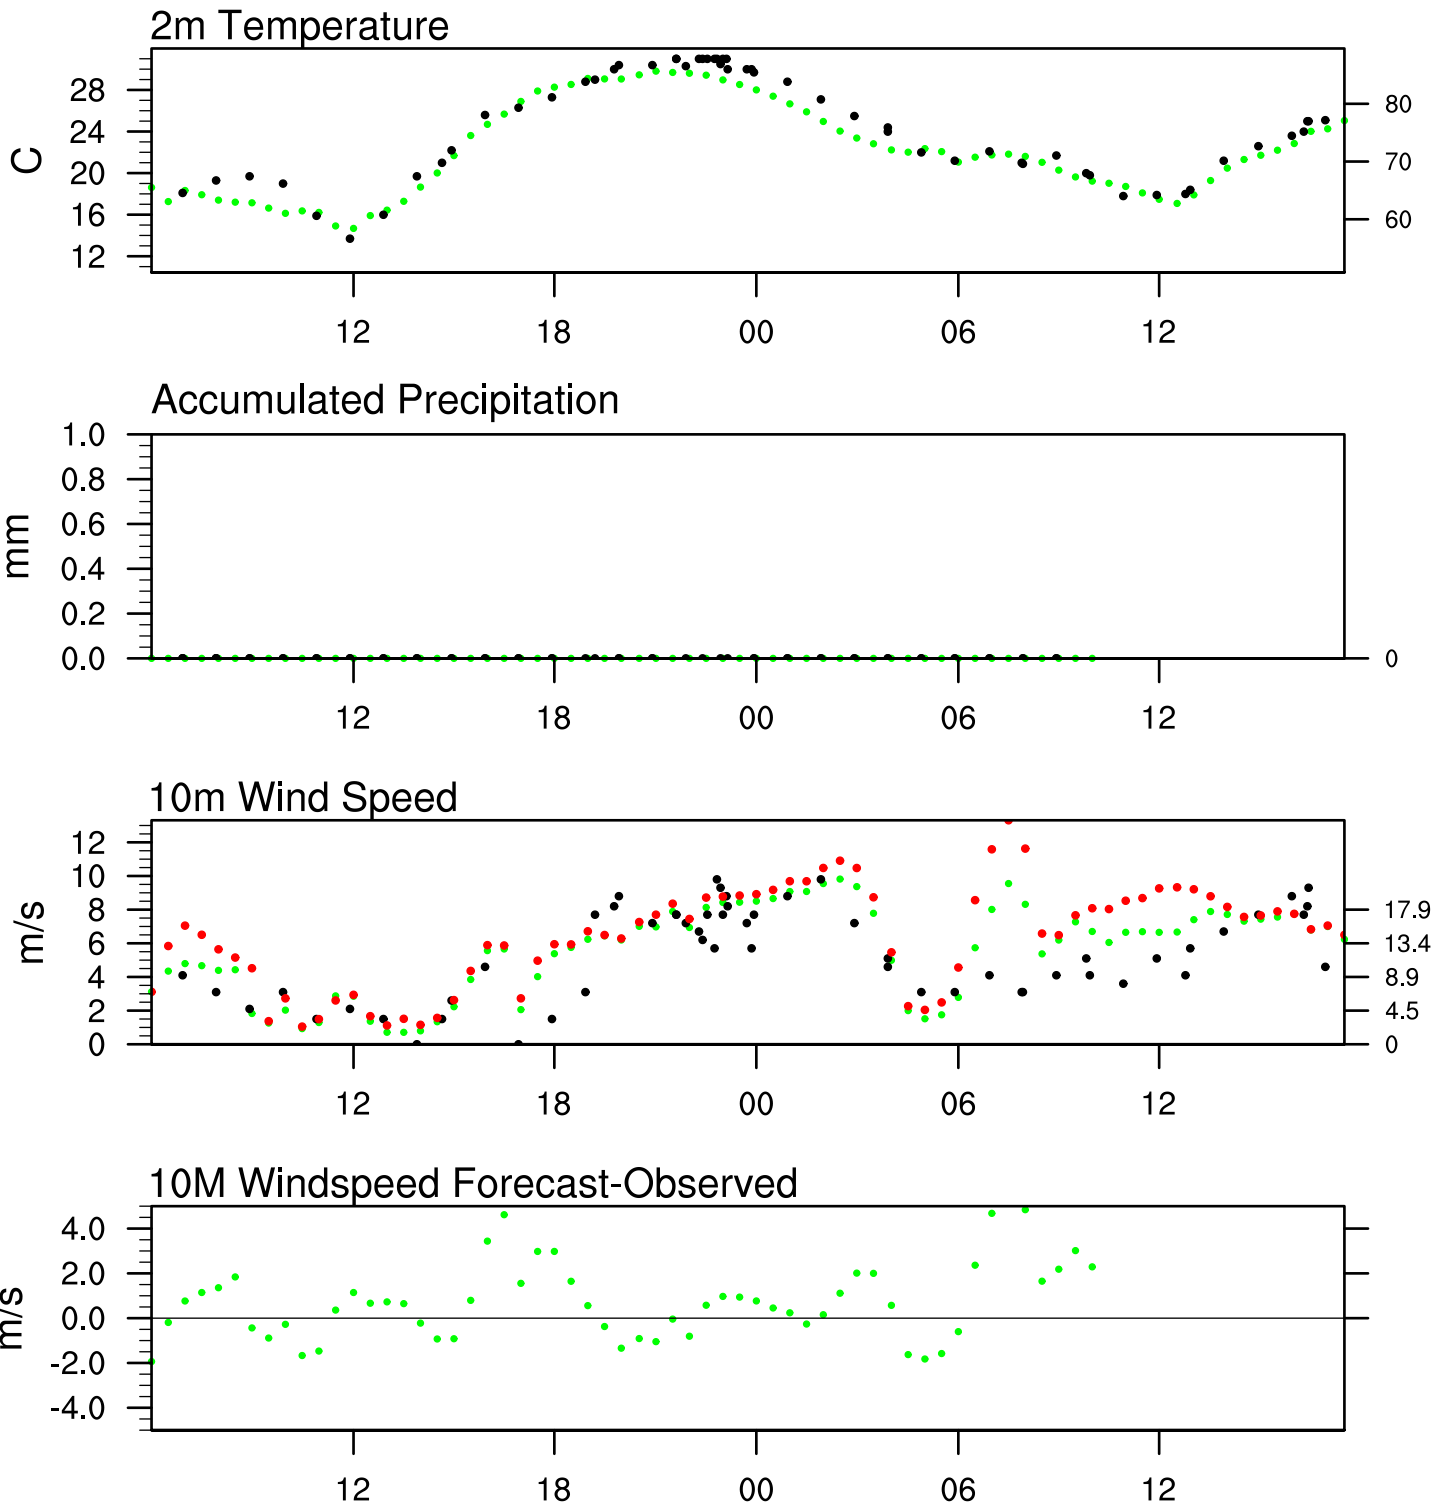 2m Temperature
28
24
20
16
12
C
80
70
60
12 18 00 06 12
Accumulated Precipitation
1.0
0.8
0.6
0.4
0.2
0.0
mm
0
12 18 00 06 12
10m Wind Speed
12
10
8
6
4
2
0
m/s
17.9
13.4
8.9
4.5
0
12 18 00 06 12
10M Windspeed Forecast-Observed
4.0
2.0
0.0
-2.0
-4.0
m/s
12 18 00 06 12